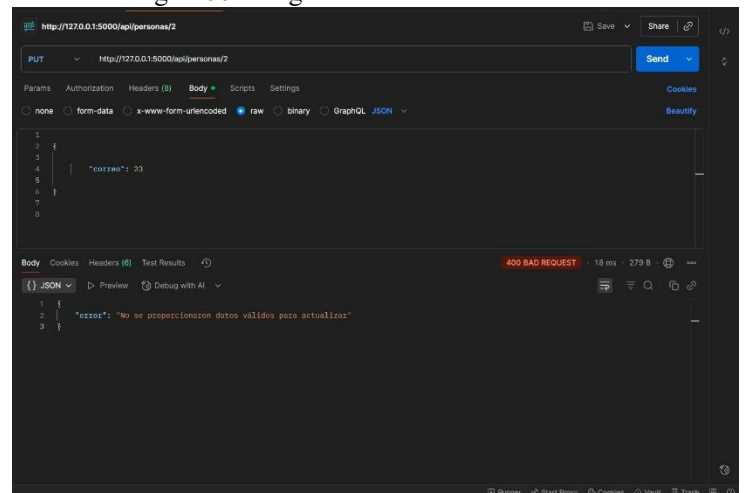 http://127.0.0.1:5000/api/personas/2 Save Share
PUT http://127.0.0.1:5000/api/personas/2 Send
Params Authorization Headers (8) Body Scripts Settings Cookies
none form-data x-www-form-urlencoded raw binary GraphQL JSON Beautify
1
2 {
3
4 "correo": 23
5
6 }
7
8
Body Cookies Headers (6) Test Results 400 BAD REQUEST 18 ms 279 B
{} JSON Preview Debug with AI
1 {
2 "error": "No se proporcionaron datos válidos para actualizar"
3 }
Runner Start Proxy Cookies Vault Trash